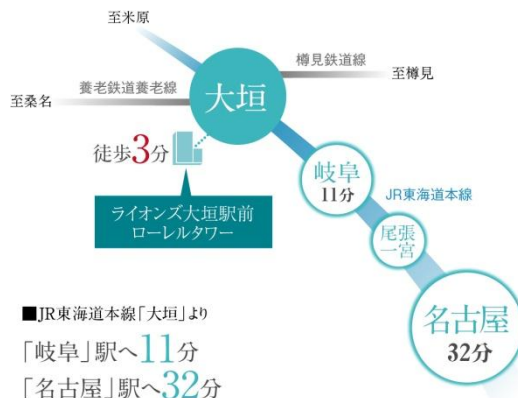 至米原
樽見鉄道線
至樽見
養老鉄道養老線
至桑名
大垣
徒歩3分
ライオンズ大垣駅前
ローレルタワー
岐阜
11分
JR東海道本線
尾張
一宮
名古屋
32分
■JR東海道本線「大垣」より
「岐阜」駅へ11分
「名古屋」駅へ32分